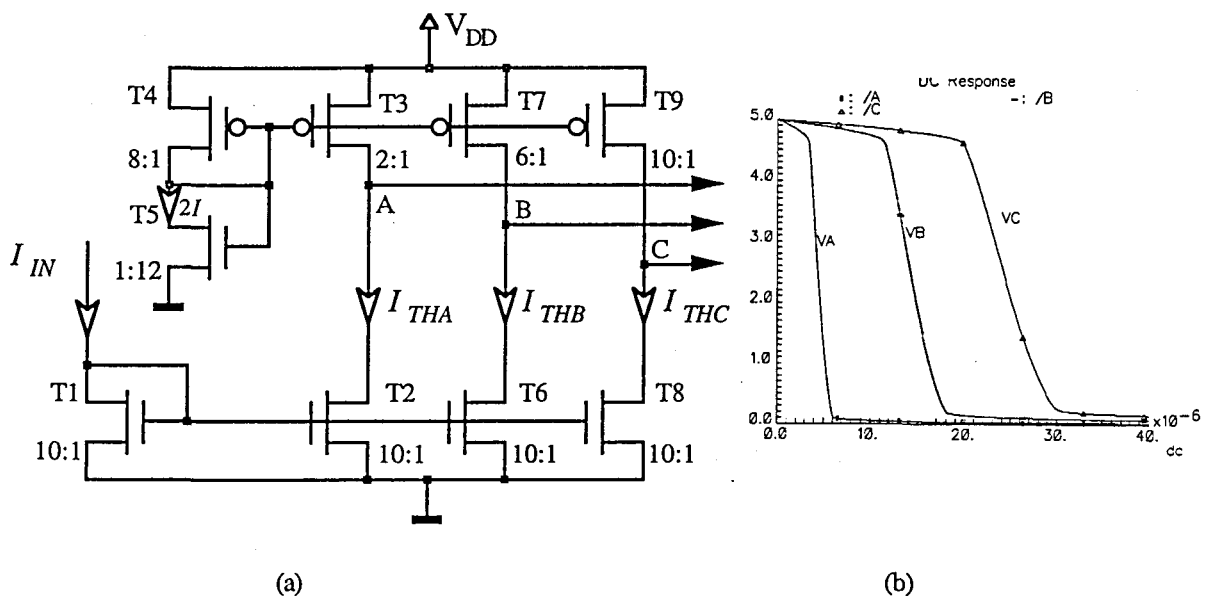 V_DD
T4
T3
T7
T9
8:1
2:1
6:1
10:1
T5
2I
A
B
C
1:12
I_IN
I_THA
I_THB
I_THC
T1
T2
T6
T8
10:1
10:1
10:1
10:1
(a)
DC Response
: /A
-: /B
: /C
5.0
4.0
3.0
2.0
1.0
0.0
VA
VB
VC
0.0
10.
20.
30.
40.
×10⁻⁶
dc
(b)